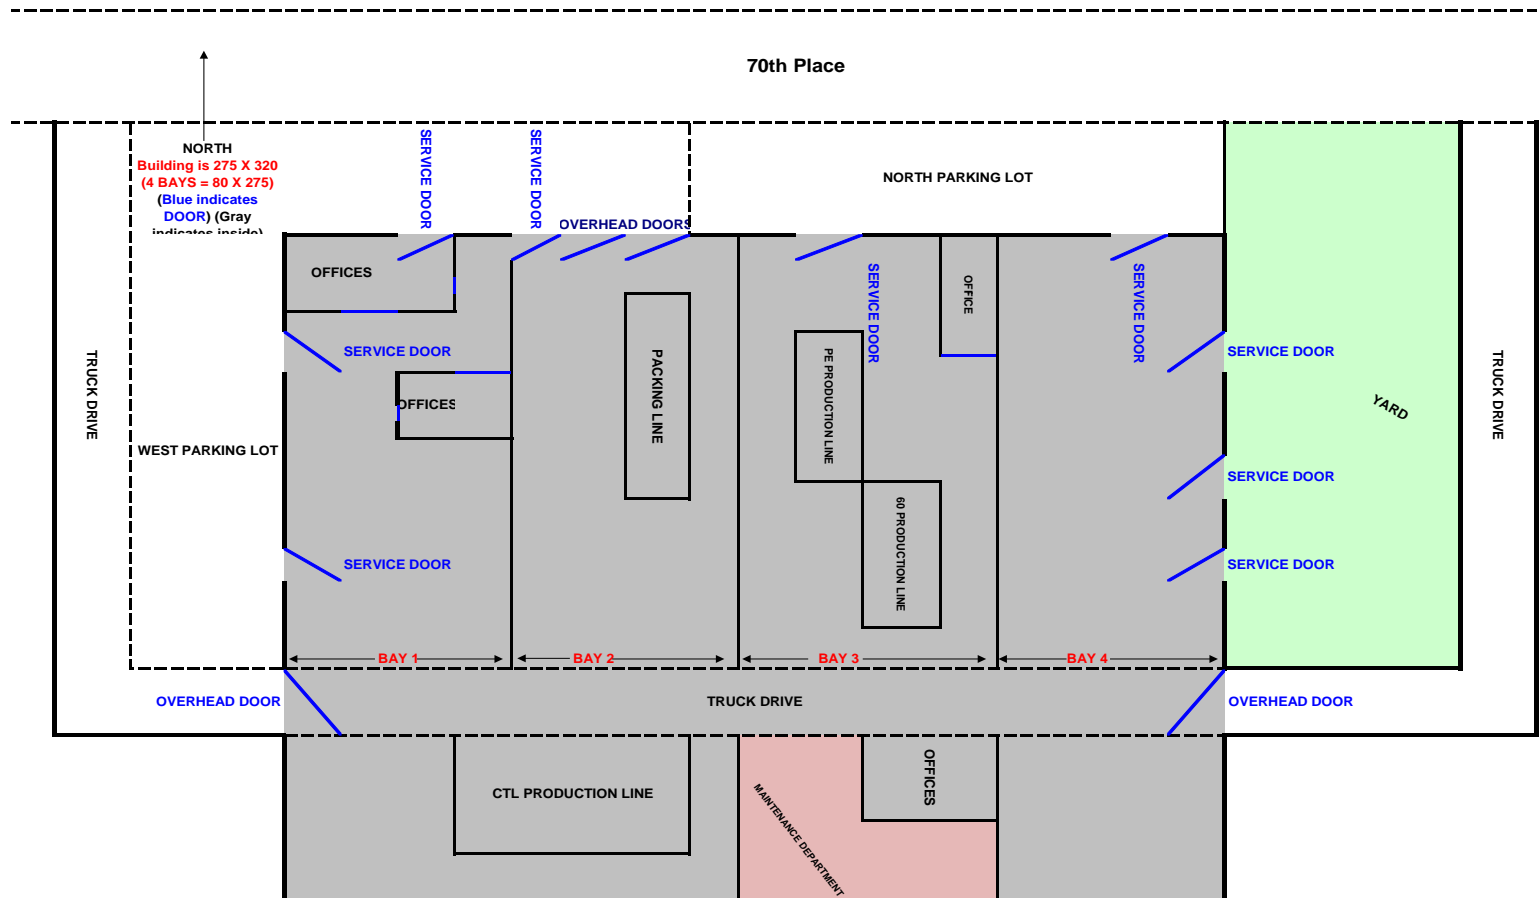 70th Place
NORTH
Building is 275 X 320
(4 BAYS = 80 X 275)
(Blue indicates
DOOR) (Gray
indicates inside)
SERVICE DOOR
SERVICE DOOR
OVERHEAD DOORS
NORTH PARKING LOT
OFFICES
SERVICE DOOR
OFFICE
SERVICE DOOR
TRUCK DRIVE
SERVICE DOOR
OFFICES
PACKING LINE
PE PRODUCTION LINE
SERVICE DOOR
YARD
TRUCK DRIVE
WEST PARKING LOT
SERVICE DOOR
60 PRODUCTION LINE
SERVICE DOOR
SERVICE DOOR
BAY 1
BAY 2
BAY 3
BAY 4
OVERHEAD DOOR
TRUCK DRIVE
OVERHEAD DOOR
CTL PRODUCTION LINE
MAINTENANCE DEPARTMENT
OFFICES